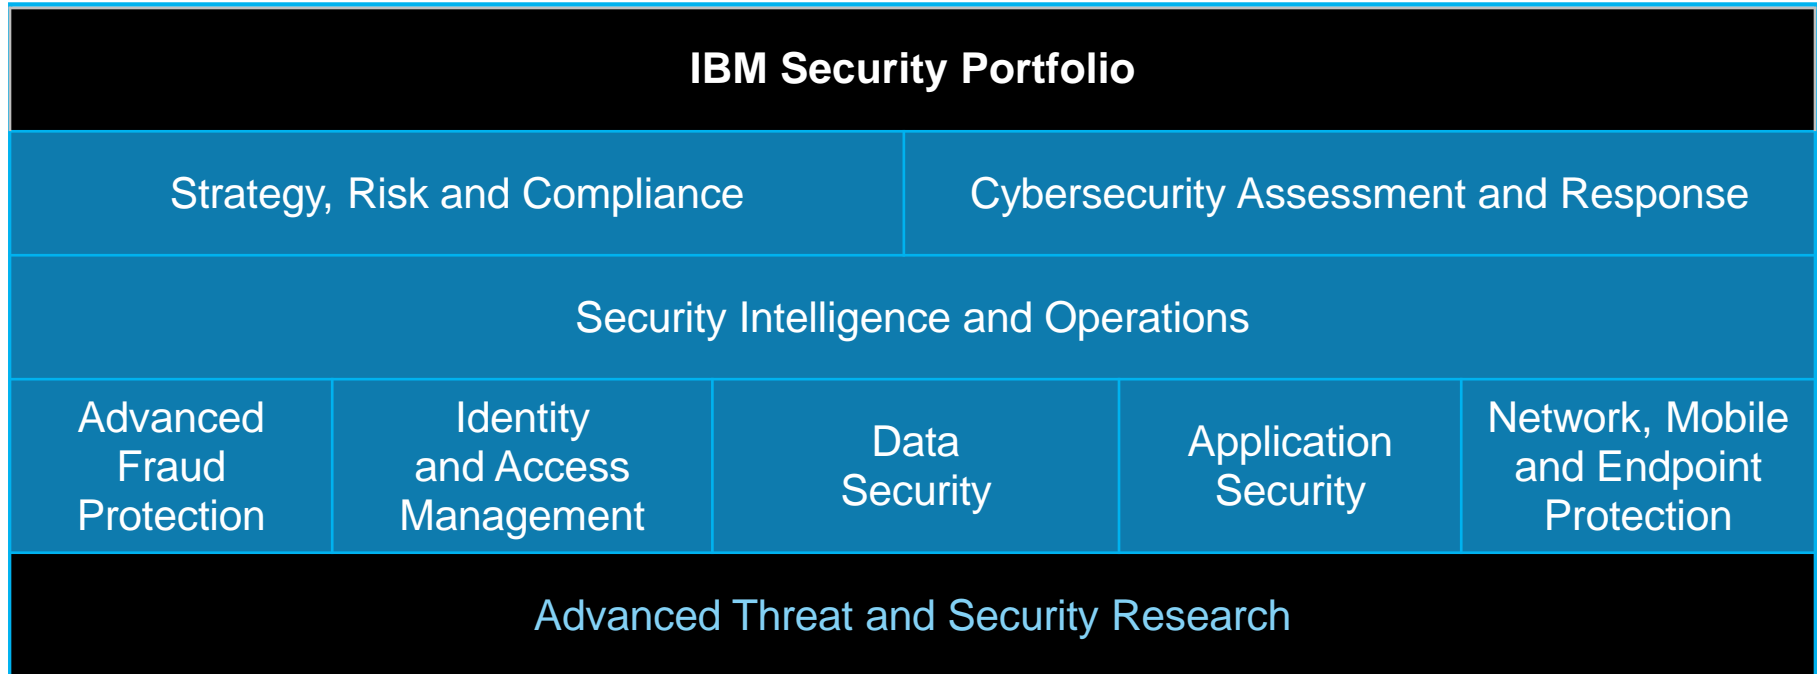 IBM Security Portfolio
Strategy, Risk and Compliance
Cybersecurity Assessment and Response
Security Intelligence and Operations
Advanced
Fraud
Protection
Identity
and Access
Management
Data
Security
Application
Security
Network, Mobile
and Endpoint
Protection
Advanced Threat and Security Research